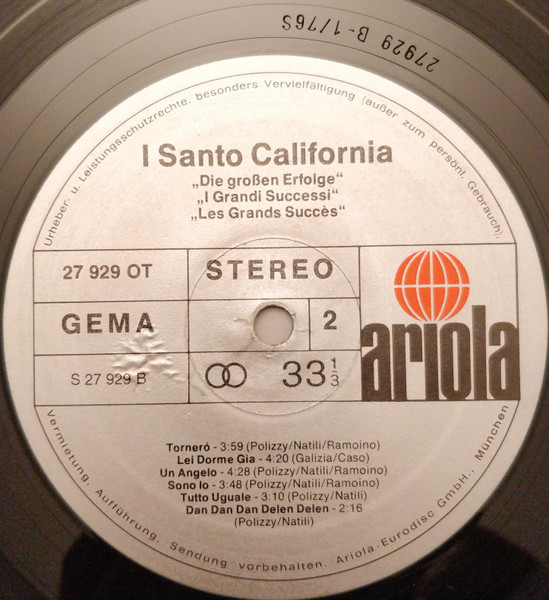 27929 B-1/76S
Urheber- u. Leistungsschutzrechte, besonders Vervielfältigung (außer zum persönl. Gebrauch),
I Santo California
„Die großen Erfolge“
„I Grandi Successi“
„Les Grands Succès“
27 929 OT
STEREO
GEMA
2
S 27 929 B
33 1/3
ariola
Torneró - 3:59 (Polizzy/Natili/Ramoino)
Lei Dorme Gia - 4:20 (Galizia/Caso)
Un Angelo - 4:28 (Polizzy/Natili/Ramoino)
Sono Io - 3:48 (Polizzy/Natili/Ramoino)
Tutto Uguale - 3:10 (Polizzy/Natili)
Dan Dan Dan Delen Delen - 2:16
(Polizzy/Natili)
Vermietung, Aufführung, Sendung vorbehalten. Ariola-Eurodisc GmbH., München